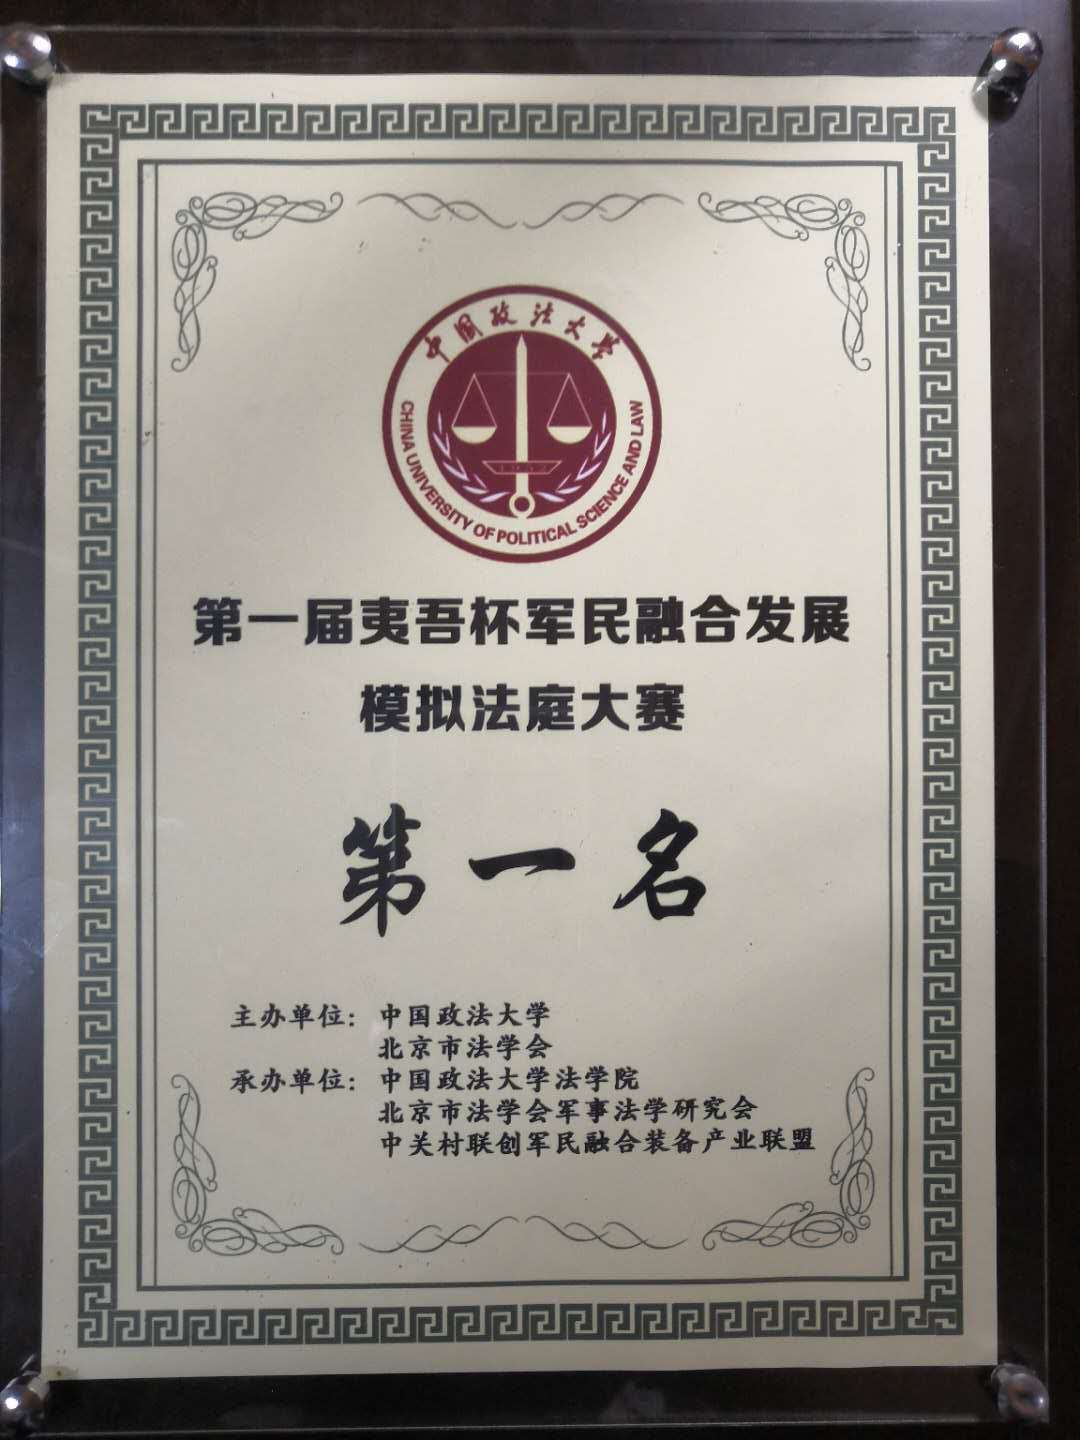 中国政法大学
CHINA UNIVERSITY OF POLITICAL SCIENCE AND LAW
1952
第一届夷吾杯军民融合发展
模拟法庭大赛
第一名
主办单位：中国政法大学
北京市法学会
承办单位：中国政法大学法学院
北京市法学会军事法学研究会
中关村联创军民融合装备产业联盟